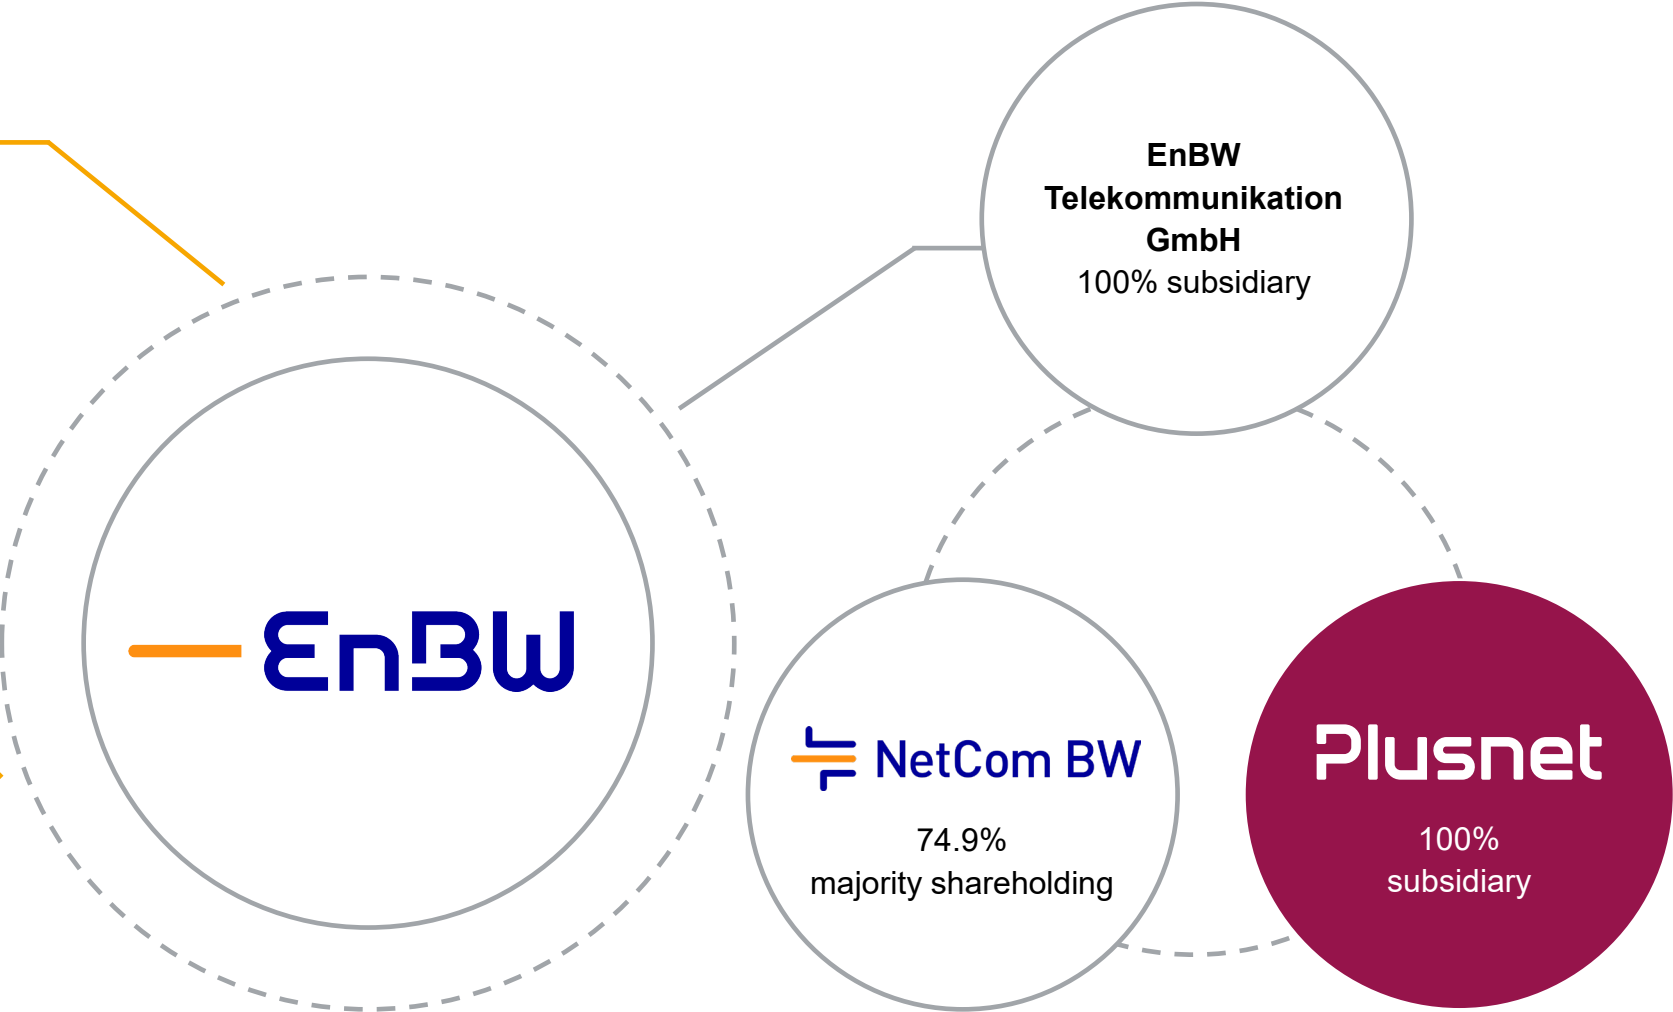 EnBW
Telekommunikation
GmbH
100% subsidiary
EnBW
NetCom BW
74.9%
majority shareholding
Plusnet
100%
subsidiary